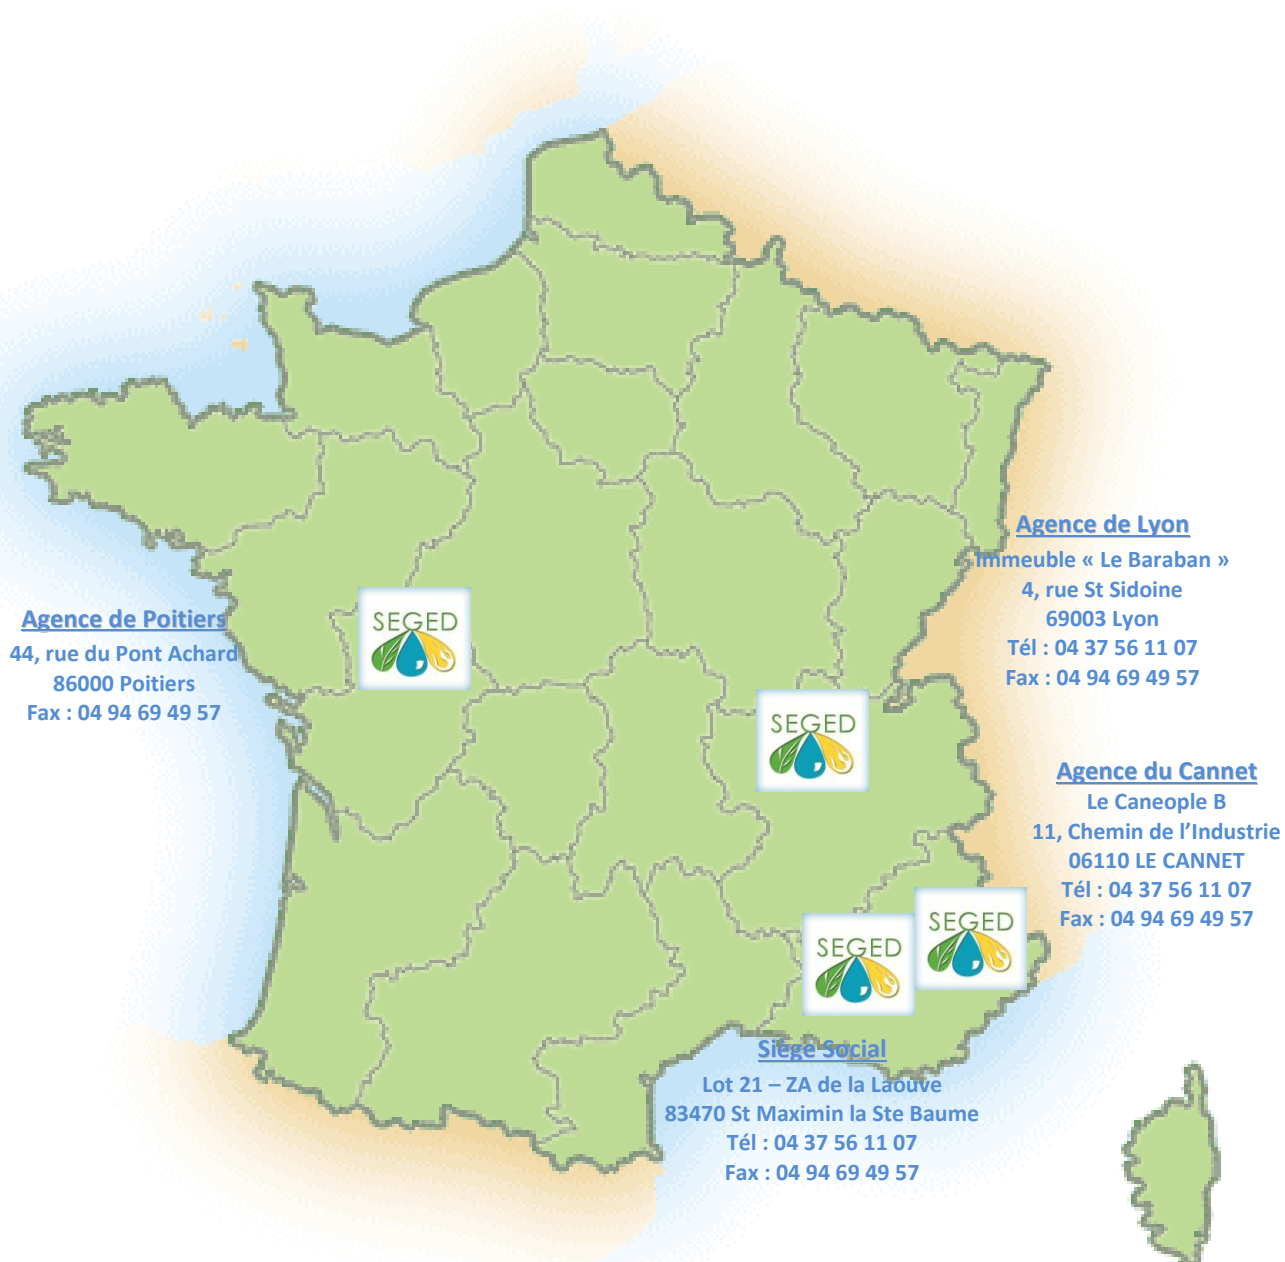 Agence de Lyon
Immeuble « Le Baraban »
4, rue St Sidoine
69003 Lyon
Tél : 04 37 56 11 07
Fax : 04 94 69 49 57
SEGED
Agence de Poitiers
44, rue du Pont Achard
86000 Poitiers
Fax : 04 94 69 49 57
SEGED
Agence du Cannet
Le Caneople B
11, Chemin de l’Industrie
06110 LE CANNET
Tél : 04 37 56 11 07
Fax : 04 94 69 49 57
SEGED
SEGED
Siège Social
Lot 21 – ZA de la Laouve
83470 St Maximin la Ste Baume
Tél : 04 37 56 11 07
Fax : 04 94 69 49 57